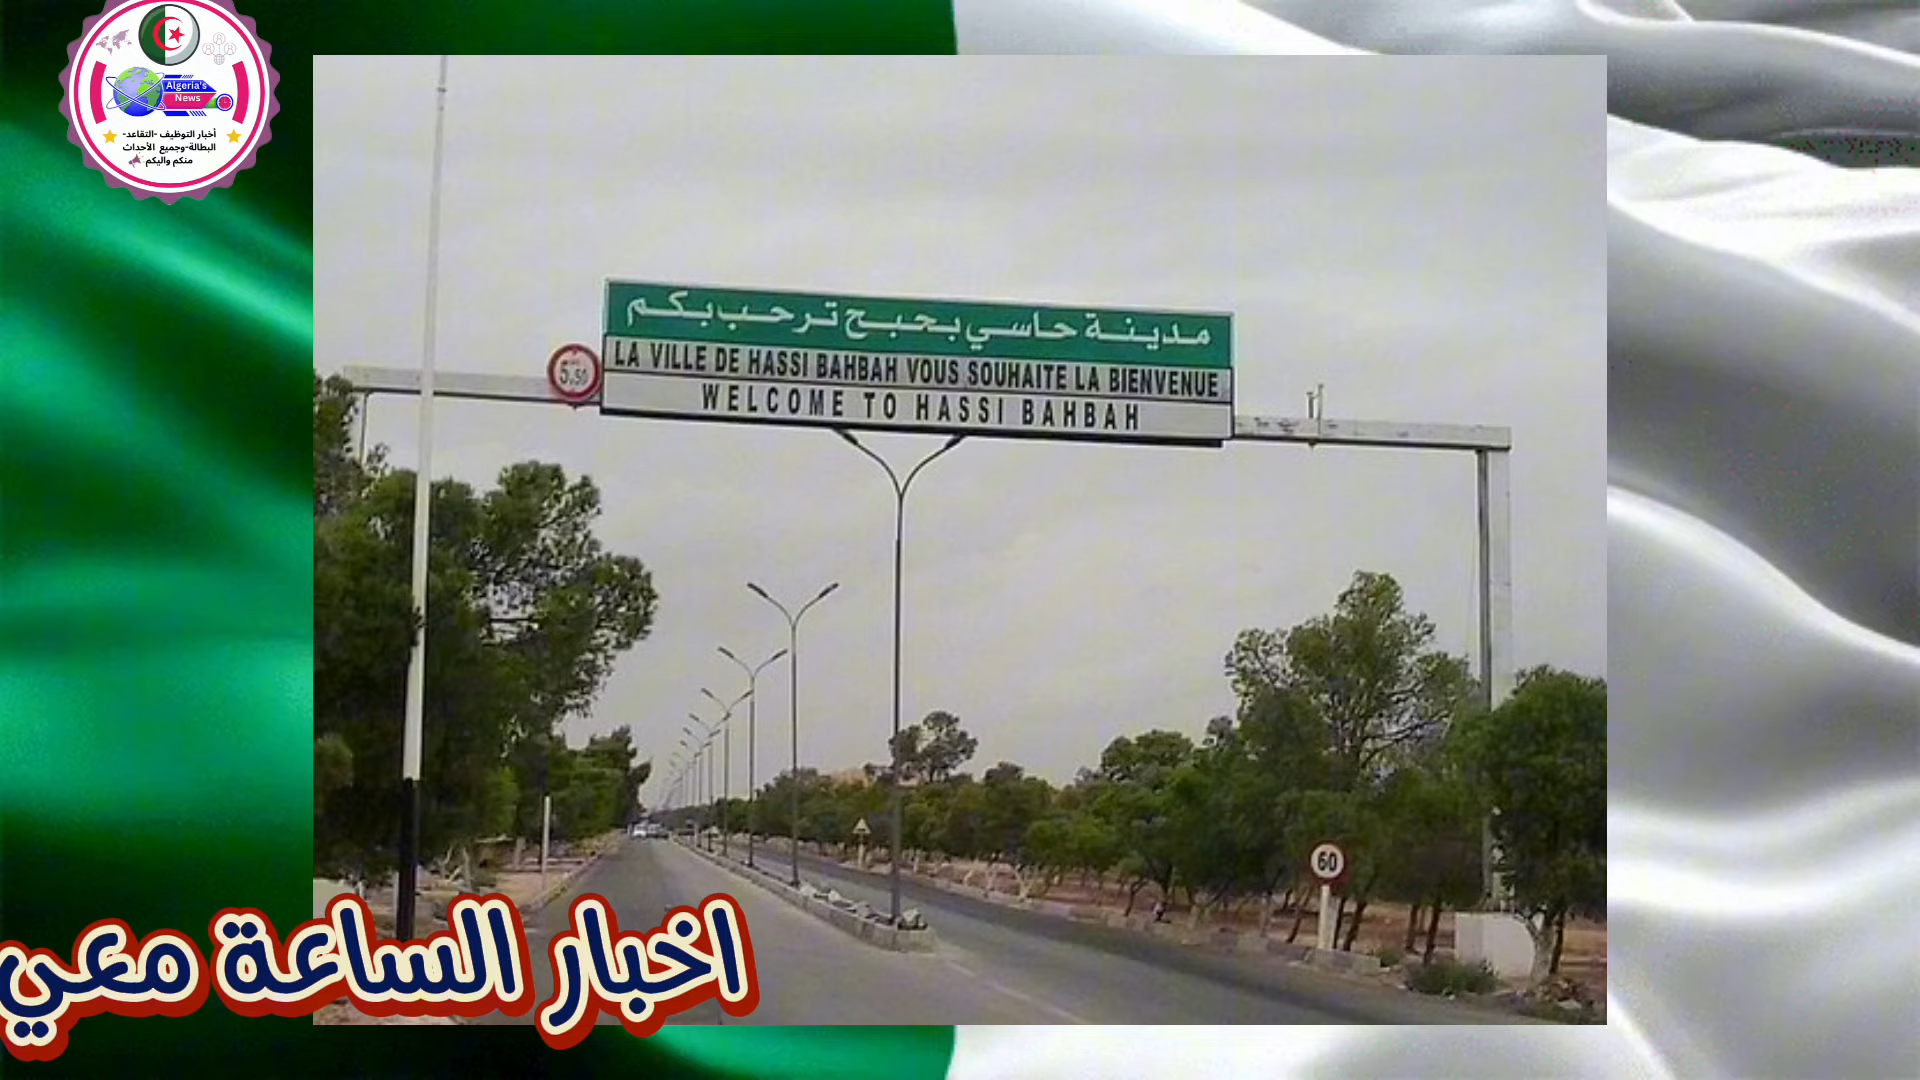 Algeria's
News
أخبار التوظيف -التقاعد-
البطالة-وجميع الأحداث
منكم واليكم
مدينة حاسي بحبح ترحب بكم
LA VILLE DE HASSI BAHBAH VOUS SOUHAITE LA BIENVENUE
WELCOME TO HASSI BAHBAH
5.50
60
اخبار الساعة معي